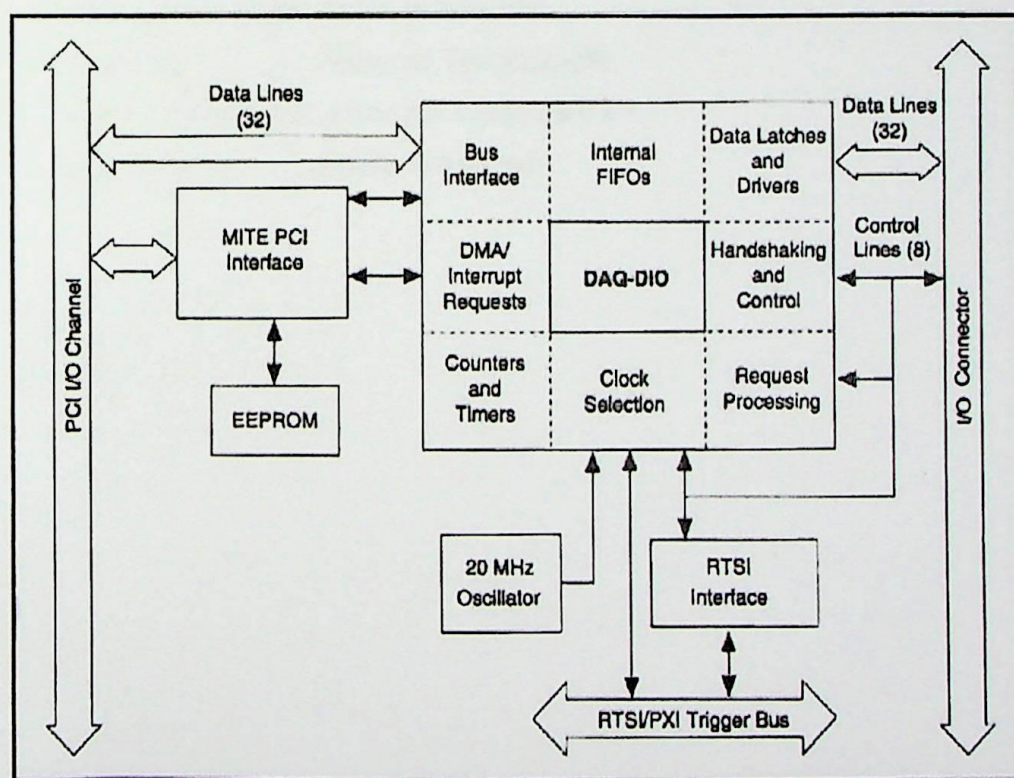 Data Lines
(32)
Bus
Interface
Internal
FIFOs
Data Latches
and
Drivers
Data Lines
(32)
MITE PCI
Interface
DMA/
Interrupt
Requests
DAQ-DIO
Handshaking
and
Control
Control
Lines (8)
Counters
and
Timers
Clock
Selection
Request
Processing
EEPROM
PCI I/O Channel
I/O Connector
20 MHz
Oscillator
RTSI
Interface
RTSI/PXI Trigger Bus